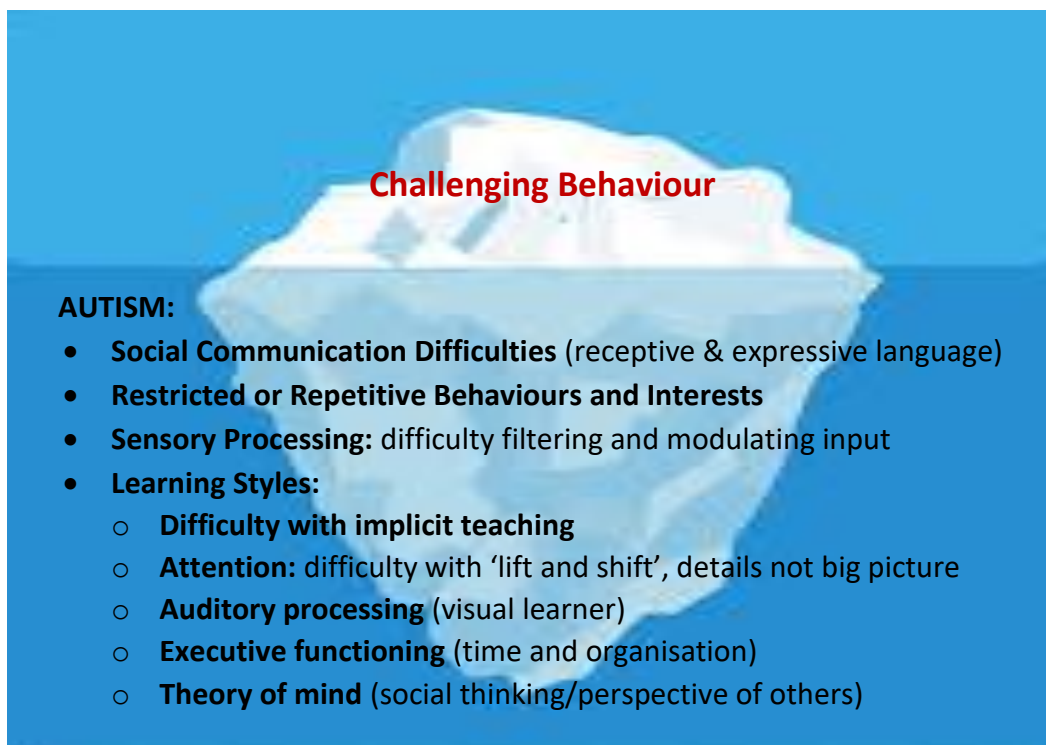 Challenging Behaviour
AUTISM:
• Social Communication Difficulties (receptive & expressive language)
• Restricted or Repetitive Behaviours and Interests
• Sensory Processing: difficulty filtering and modulating input
• Learning Styles:
o Difficulty with implicit teaching
o Attention: difficulty with ‘lift and shift’, details not big picture
o Auditory processing (visual learner)
o Executive functioning (time and organisation)
o Theory of mind (social thinking/perspective of others)